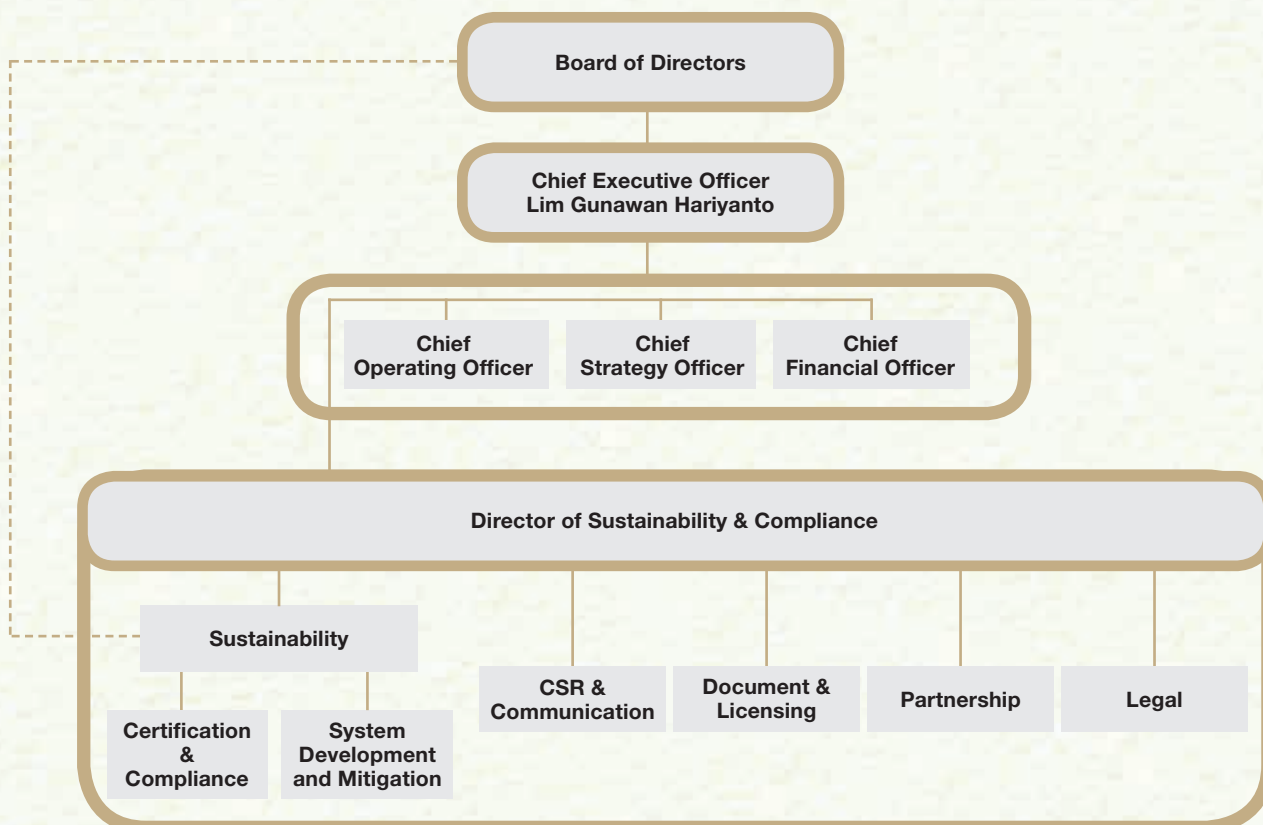 Board of Directors
Chief Executive Officer
Lim Gunawan Hariyanto
Chief
Operating Officer
Chief
Strategy Officer
Chief
Financial Officer
Director of Sustainability & Compliance
Sustainability
Certification
&
Compliance
System
Development
and Mitigation
CSR &
Communication
Document &
Licensing
Partnership
Legal